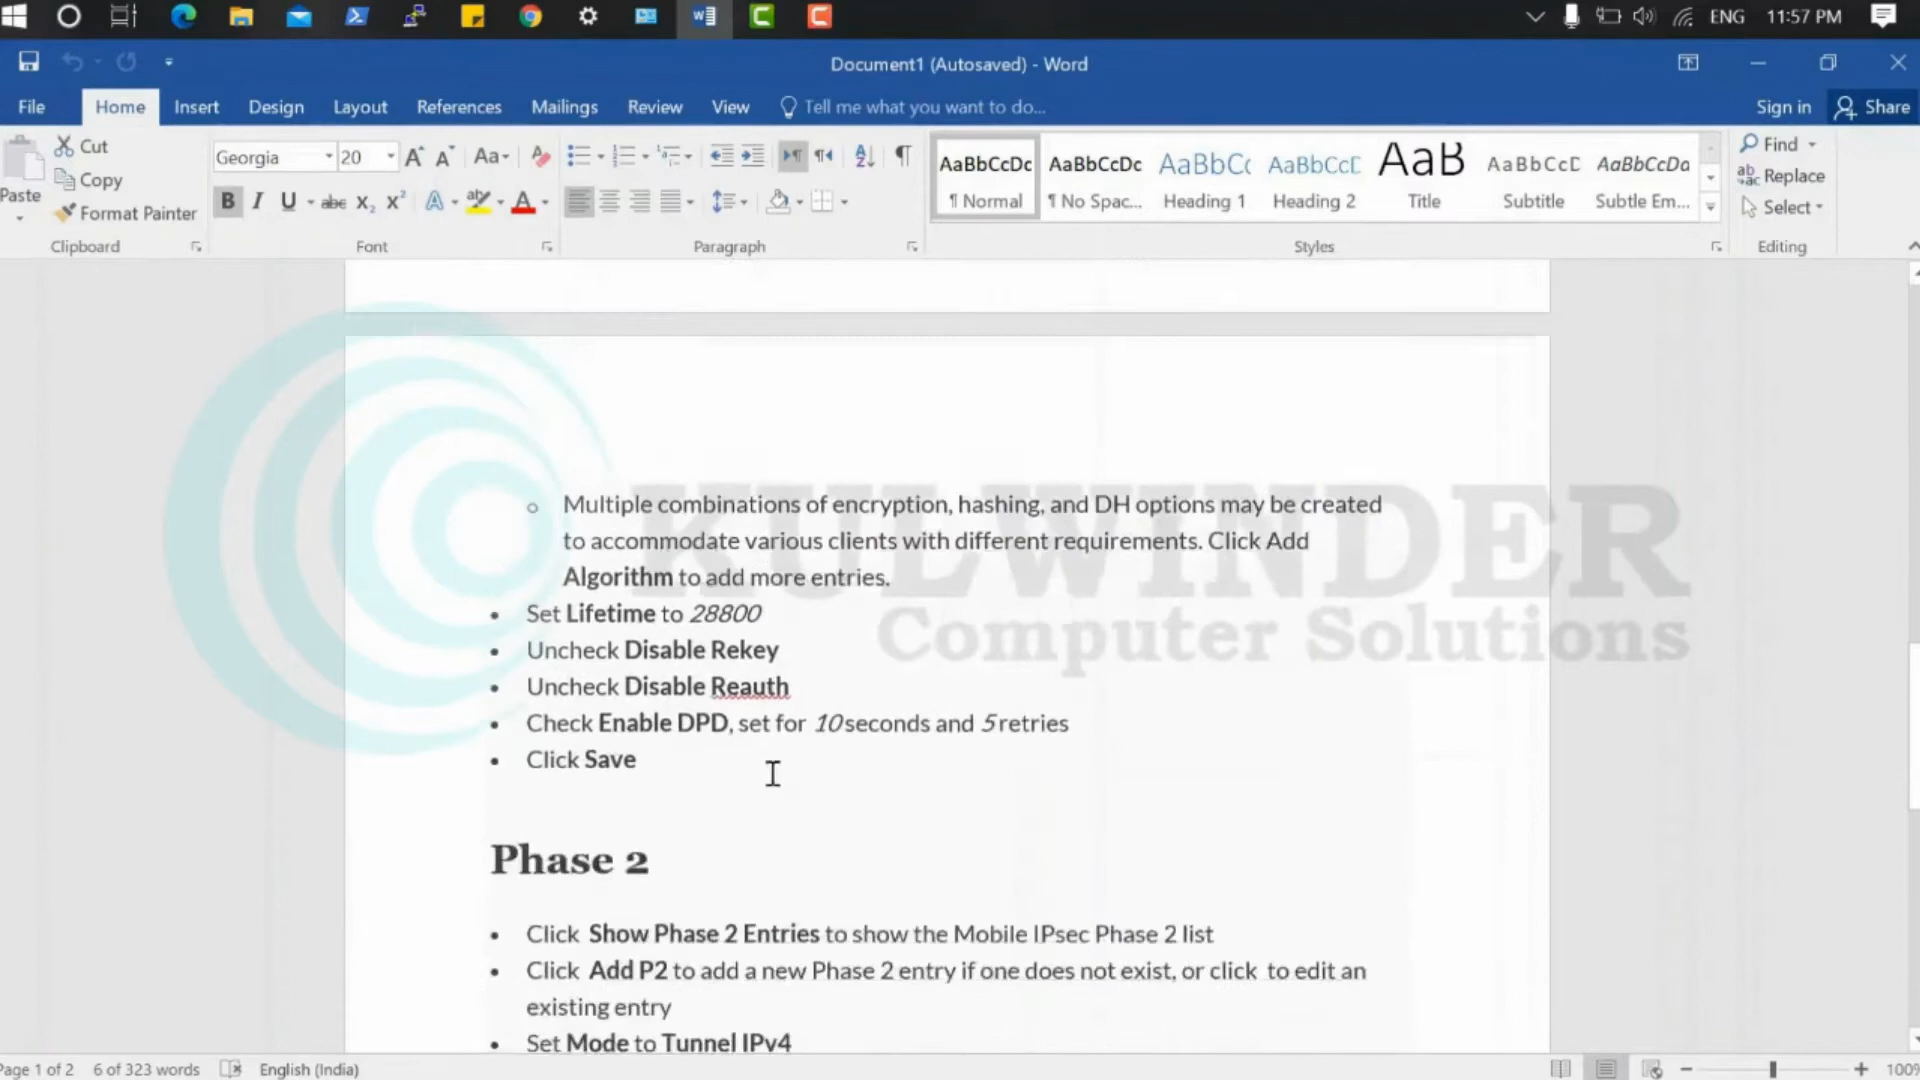 ENG 11:57 PM
Document1 (Autosaved) - Word
File Home Insert Design Layout References Mailings Review View Tell me what you want to do... Sign in Share
Paste
Cut
Copy
Format Painter
Clipboard
Georgia 20
Aa
Font
Paragraph
AaBbCcDc AaBbCcDc AaBbC( AaBbCcC AaB AaBbCcC AaBbCcDa
¶ Normal ¶ No Spac... Heading 1 Heading 2 Title Subtitle Subtle Em...
Styles
Find
Replace
Select
Editing
KULWINDER
Computer Solutions
Multiple combinations of encryption, hashing, and DH options may be created
to accommodate various clients with different requirements. Click Add
Algorithm to add more entries.
• Set Lifetime to 28800
• Uncheck Disable Rekey
• Uncheck Disable Reauth
• Check Enable DPD, set for 10 seconds and 5 retries
• Click Save
Phase 2
• Click Show Phase 2 Entries to show the Mobile IPsec Phase 2 list
• Click Add P2 to add a new Phase 2 entry if one does not exist, or click to edit an
existing entry
• Set Mode to Tunnel IPv4
Page 1 of 2 6 of 323 words English (India) 100%